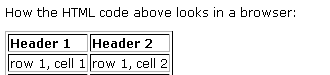 How the HTML code above looks in a browser:
Header 1 Header 2
row 1, cell 1 row 1, cell 2